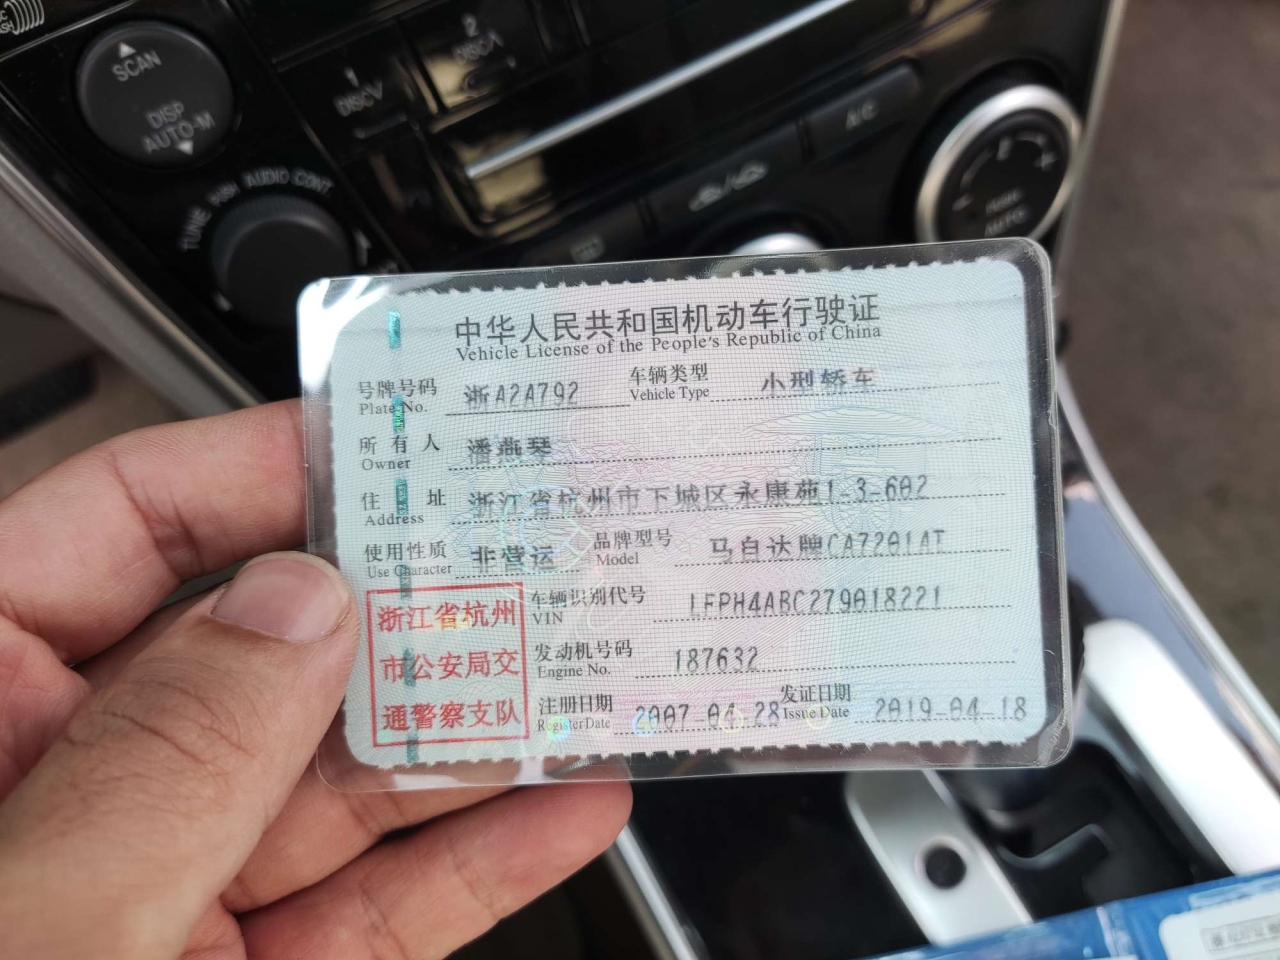 SCAN
DISP
AUTO-M
1
DISC∨
2
DISC∧
TUNE PUSH AUDIO CONT
A/C
PUSH
AUTO
中华人民共和国机动车行驶证
Vehicle License of the People's Republic of China
号牌号码 浙A2A792 车辆类型 小型轿车
Plate No. Vehicle Type
所有人 潘燕琴
Owner
住址 浙江省杭州市下城区永康苑1-3-602
Address
使用性质 非营运 品牌型号 马自达牌CA7201AT
Use Character Model
浙江省杭州
市公安局交
通警察支队
车辆识别代号 LFPH4ABC279018221
VIN
发动机号码 187632
Engine No.
注册日期 2007-04-28 发证日期 2019-04-18
Register Date Issue Date